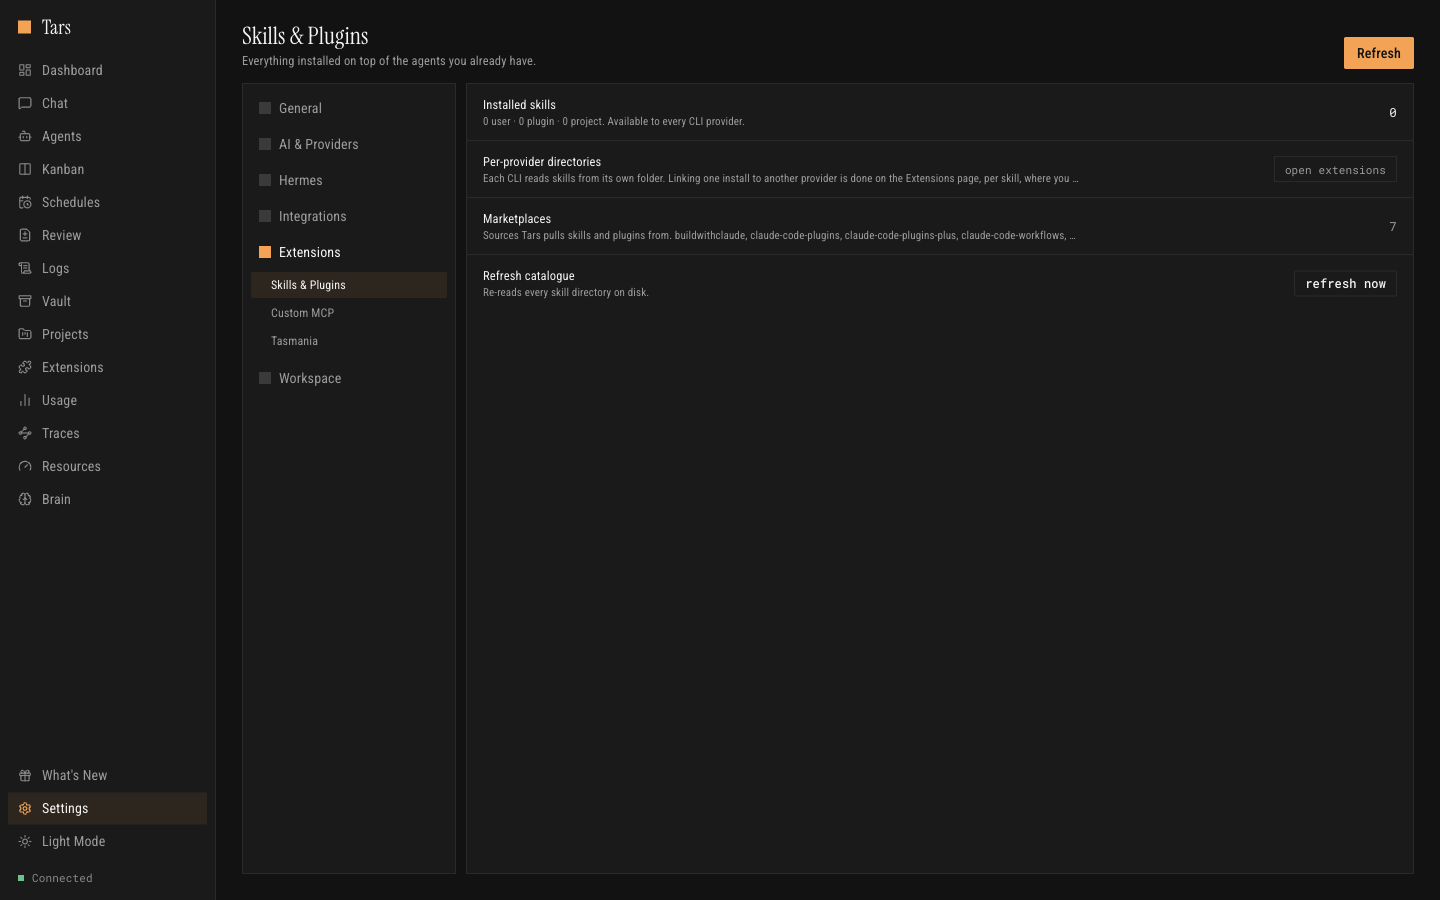 Tars
Dashboard
Chat
Agents
Kanban
Schedules
Review
Logs
Vault
Projects
Extensions
Usage
Traces
Resources
Brain
What's New
Settings
Light Mode
Connected
Skills & Plugins
Everything installed on top of the agents you already have.
Refresh
General
AI & Providers
Hermes
Integrations
Extensions
Skills & Plugins
Custom MCP
Tasmania
Workspace
Installed skills
0 user · 0 plugin · 0 project. Available to every CLI provider.
0
Per-provider directories
Each CLI reads skills from its own folder. Linking one install to another provider is done on the Extensions page, per skill, where you …
open extensions
Marketplaces
Sources Tars pulls skills and plugins from. buildwithclaude, claude-code-plugins, claude-code-plugins-plus, claude-code-workflows, …
7
Refresh catalogue
Re-reads every skill directory on disk.
refresh now